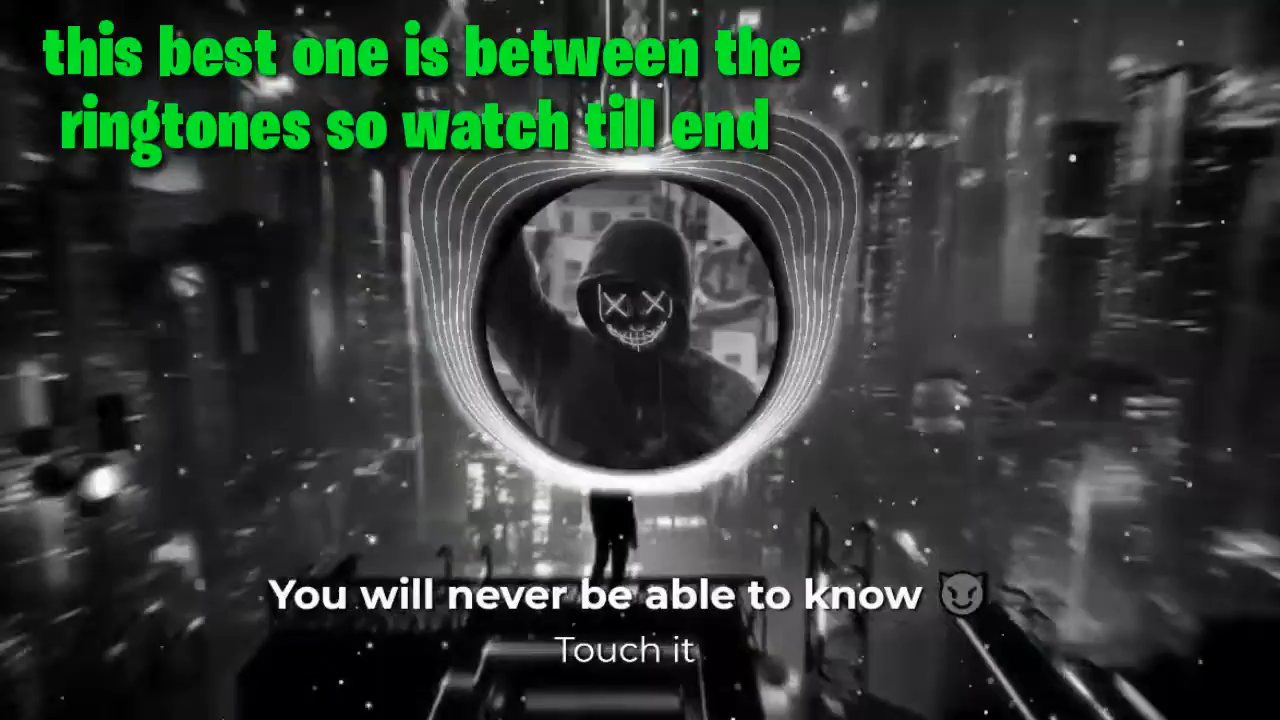 this best one is between the
ringtones so watch till end
You will never be able to know 😈
Touch it